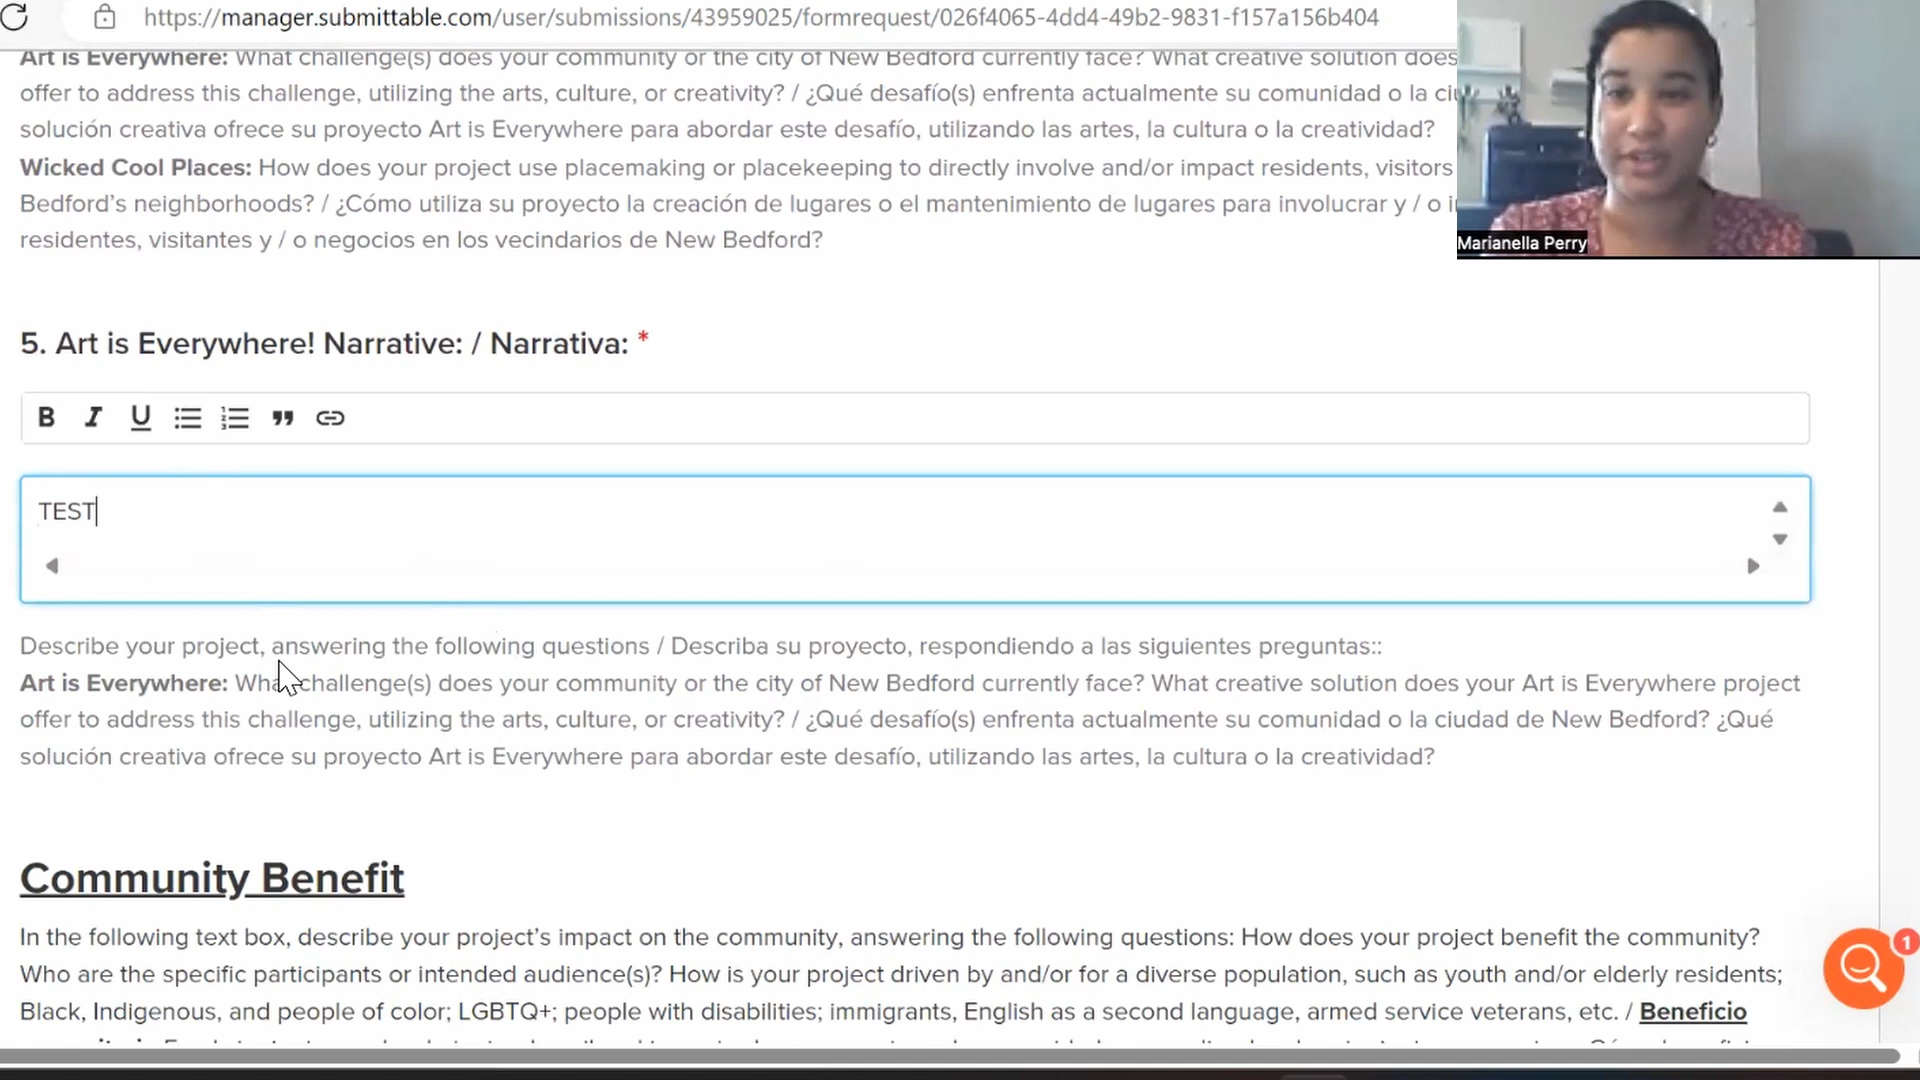 https://manager.submittable.com/user/submissions/43959025/formrequest/026f4065-4dd4-49b2-9831-f157a156b404
Art is Everywhere: What challenge(s) does your community or the city of New Bedford currently face? What creative solution does
offer to address this challenge, utilizing the arts, culture, or creativity? / ¿Qué desafío(s) enfrenta actualmente su comunidad o la
solución creativa ofrece su proyecto Art is Everywhere para abordar este desafío, utilizando las artes, la cultura o la creatividad?
Wicked Cool Places: How does your project use placemaking or placekeeping to directly involve and/or impact residents, visitors
Bedford's neighborhoods? / ¿Cómo utiliza su proyecto la creación de lugares o el mantenimiento de lugares para involucrar y / o
residentes, visitantes y / o negocios en los vecindarios de New Bedford?
Marianella Perry
5. Art is Everywhere! Narrative: / Narrativa: *
B I U
TEST
Describe your project, answering the following questions / Describa su proyecto, respondiendo a las siguientes preguntas::
Art is Everywhere: What challenge(s) does your community or the city of New Bedford currently face? What creative solution does your Art is Everywhere project
offer to address this challenge, utilizing the arts, culture, or creativity? / ¿Qué desafío(s) enfrenta actualmente su comunidad o la ciudad de New Bedford? ¿Qué
solución creativa ofrece su proyecto Art is Everywhere para abordar este desafío, utilizando las artes, la cultura o la creatividad?
Community Benefit
In the following text box, describe your project's impact on the community, answering the following questions: How does your project benefit the community?
Who are the specific participants or intended audience(s)? How is your project driven by and/or for a diverse population, such as youth and/or elderly residents;
Black, Indigenous, and people of color; LGBTQ+; people with disabilities; immigrants, English as a second language, armed service veterans, etc. / Beneficio
1